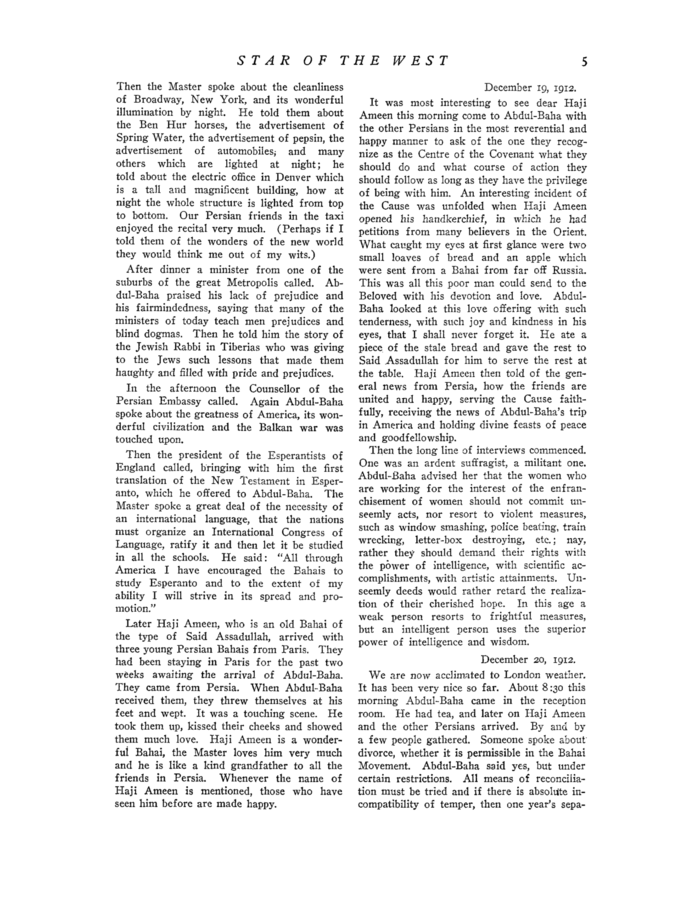 STAR OF THE WEST 5
Then the Master spoke about the cleanliness
of Broadway, New York, and its wonderful
illumination by night. He told them about
the Ben Hur horses, the advertisement of
Spring Water, the advertisement of pepsin, the
advertisement of automobiles; and many
others which are lighted at night; he
told about the electric office in Denver which
is a tall and magnificent building, how at
night the whole structure is lighted from top
to bottom. Our Persian friends in the taxi
enjoyed the recital very much. (Perhaps if I
told them of the wonders of the new world
they would think me out of my wits.)
After dinner a minister from one of the
suburbs of the great Metropolis called. Ab-
dul-Baha praised his lack of prejudice and
his fairmindedness, saying that many of the
ministers of today teach men prejudices and
blind dogmas. Then he told him the story of
the Jewish Rabbi in Tiberias who was giving
to the Jews such lessons that made them
haughty and filled with pride and prejudices.
In the afternoon the Counsellor of the
Persian Embassy called. Again Abdul-Baha
spoke about the greatness of America, its won-
derful civilization and the Balkan war was
touched upon.
Then the president of the Esperantists of
England called, bringing with him the first
translation of the New Testament in Esper-
anto, which he offered to Abdul-Baha. The
Master spoke a great deal of the necessity of
an international language, that the nations
must organize an International Congress of
Language, ratify it and then let it be studied
in all the schools. He said: "All through
America I have encouraged the Bahais to
study Esperanto and to the extent of my
ability I will strive in its spread and pro-
motion."
Later Haji Ameen, who is an old Bahai of
the type of Said Assadullah, arrived with
three young Persian Bahais from Paris. They
had been staying in Paris for the past two
weeks awaiting the arrival of Abdul-Baha.
They came from Persia. When Abdul-Baha
received them, they threw themselves at his
feet and wept. It was a touching scene. He
took them up, kissed their cheeks and showed
them much love. Haji Ameen is a wonder-
ful Bahai, the Master loves him very much
and he is like a kind grandfather to all the
friends in Persia. Whenever the name of
Haji Ameen is mentioned, those who have
seen him before are made happy.
December 19, 1912.
It was most interesting to see dear Haji
Ameen this morning come to Abdul-Baha with
the other Persians in the most reverential and
happy manner to ask of the one they recog-
nize as the Centre of the Covenant what they
should do and what course of action they
should follow as long as they have the privilege
of being with him. An interesting incident of
the Cause was unfolded when Haji Ameen
opened his handkerchief, in which he had
petitions from many believers in the Orient.
What caught my eyes at first glance were two
small loaves of bread and an apple which
were sent from a Bahai from far off Russia.
This was all this poor man could send to the
Beloved with his devotion and love. Abdul-
Baha looked at this love offering with such
tenderness, with such joy and kindness in his
eyes, that I shall never forget it. He ate a
piece of the stale bread and gave the rest to
Said Assadullah for him to serve the rest at
the table. Haji Ameen then told of the gen-
eral news from Persia, how the friends are
united and happy, serving the Cause faith-
fully, receiving the news of Abdul-Baha's trip
in America and holding divine feasts of peace
and goodfellowship.
Then the long line of interviews commenced.
One was an ardent suffragist, a militant one.
Abdul-Baha advised her that the women who
are working for the interest of the enfran-
chisement of women should not commit un-
seemly acts, nor resort to violent measures,
such as window smashing, police beating, train
wrecking, letter-box destroying, etc.; nay,
rather they should demand their rights with
the power of intelligence, with scientific ac-
complishments, with artistic attainments. Un-
seemly deeds would rather retard the realiza-
tion of their cherished hope. In this age a
weak person resorts to frightful measures,
but an intelligent person uses the superior
power of intelligence and wisdom.
December 20, 1912.
We are now acclimated to London weather.
It has been very nice so far. About 8:30 this
morning Abdul-Baha came in the reception
room. He had tea, and later on Haji Ameen
and the other Persians arrived. By and by
a few people gathered. Someone spoke about
divorce, whether it is permissible in the Bahai
Movement. Abdul-Baha said yes, but under
certain restrictions. All means of reconcilia-
tion must be tried and if there is absolute in-
compatibility of temper, then one year's sepa-